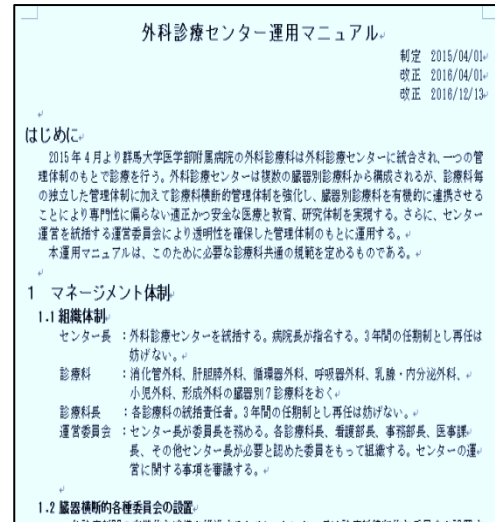 外科診療センター運用マニュアル
制定 2015/04/01
改正 2016/04/01
改正 2016/12/13
はじめに
2015年4月より群馬大学医学部附属病院の外科診療科は外科診療センターに統合され、一つの管
理体制のもとで診療を行う。外科診療センターは複数の臓器別診療科から構成されるが、診療科毎
の独立した管理体制に加えて診療科横断的管理体制を強化し、臓器別診療科を有機的に連携させる
ことにより専門性に偏らない適正かつ安全な医療と教育、研究体制を実現する。さらに、センター
運営を統括する運営委員会により透明性を確保した管理体制のもとに運用する。
本運用マニュアルは、このために必要な診療科共通の規範を定めるものである。
1 マネージメント体制
1.1 組織体制
センター長 :外科診療センターを統括する。病院長が指名する。3年間の任期制とし再任は
妨げない。
診療科 :消化管外科、肝胆膵外科、循環器外科、呼吸器外科、乳腺・内分泌外科、
小児外科、形成外科の臓器別7診療科をおく
診療科長 :各診療科の統括責任者。3年間の任期制とし再任は妨げない。
運営委員会 :センター長が委員長を務める。各診療科長、看護部長、事務部長、医事課
長、その他センター長が必要と認めた委員をもって組織する。センターの運
営に関する事項を審議する。
1.2 臓器横断的各種委員会の設置